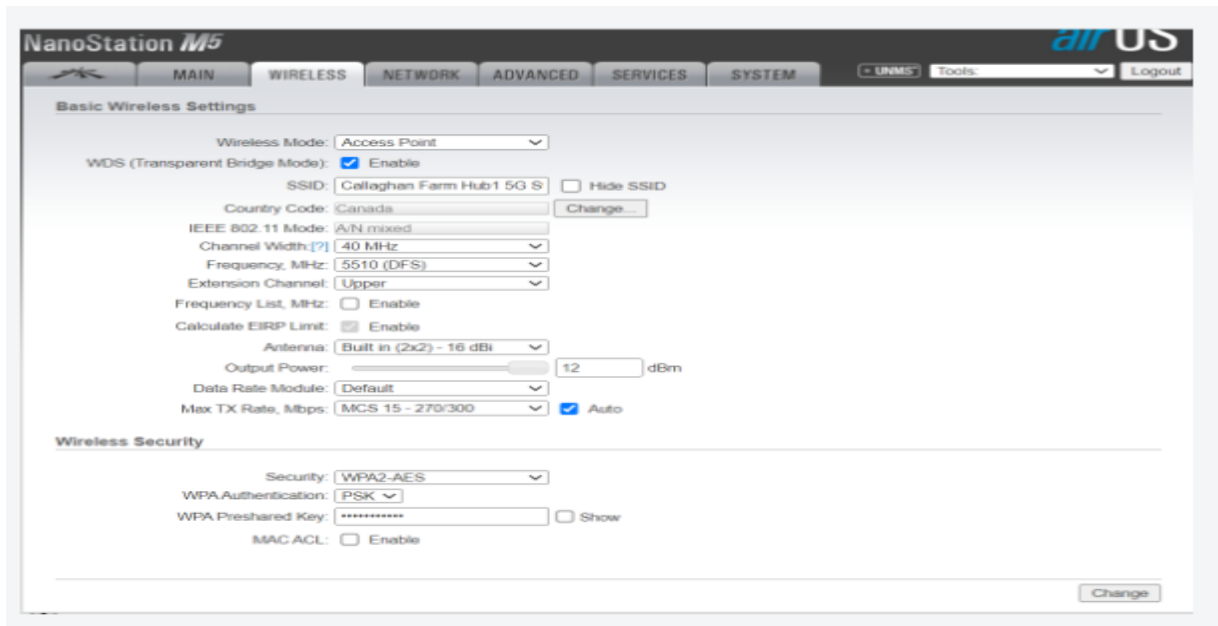 NanoStation M5
air OS
MAIN WIRELESS NETWORK ADVANCED SERVICES SYSTEM UNMS Tools: Logout
Basic Wireless Settings
Wireless Mode: Access Point
WDS (Transparent Bridge Mode): Enable
SSID: Callaghan Farm Hub1 5G S Hide SSID
Country Code: Canada Change...
IEEE 802.11 Mode: A/N mixed
Channel Width:[?] 40 MHz
Frequency, MHz: 5510 (DFS)
Extension Channel: Upper
Frequency List, MHz: Enable
Calculate EIRP Limit: Enable
Antenna: Built in (2x2) - 16 dBi
Output Power: 12 dBm
Data Rate Module: Default
Max TX Rate, Mbps: MCS 15 - 270/300 Auto
Wireless Security
Security: WPA2-AES
WPA Authentication: PSK
WPA Preshared Key: ••••••••••• Show
MAC ACL: Enable
Change